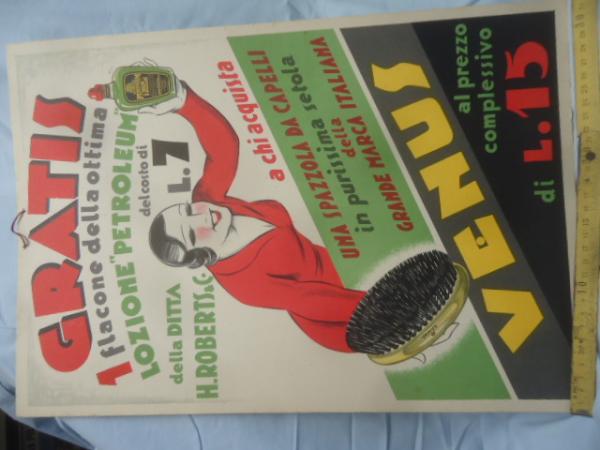 GRATIS
1 flacone della ottima
LOZIONE "PETROLEUM"
del costo di
L. 7
della DITTA
H. ROBERTS. & C.
a chi acquista
UNA SPAZZOLA DA CAPELLI
in purissima setola
della
GRANDE MARCA ITALIANA
VENUS
al prezzo
complessivo
di L.15